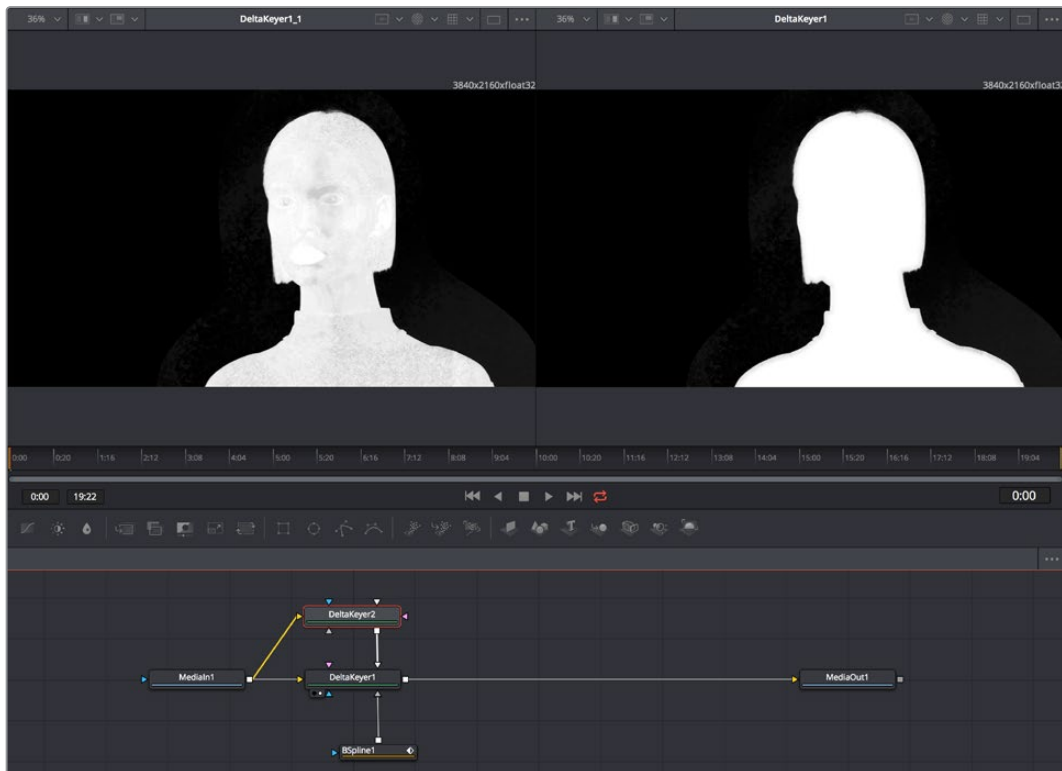 36% DeltaKeyer1_1 36% DeltaKeyer1
3840x2160xfloat32 3840x2160xfloat32
0:00 0:20 1:16 2:12 3:08 4:04 5:00 5:20 6:16 7:12 8:08 9:04 10:00 10:20 11:16 12:12 13:08 14:04 15:00 15:20 16:16 17:12 18:08 19:04
0:00 19:22 0:00
DeltaKeyer2
MediaIn1 DeltaKeyer1 MediaOut1
BSpline1